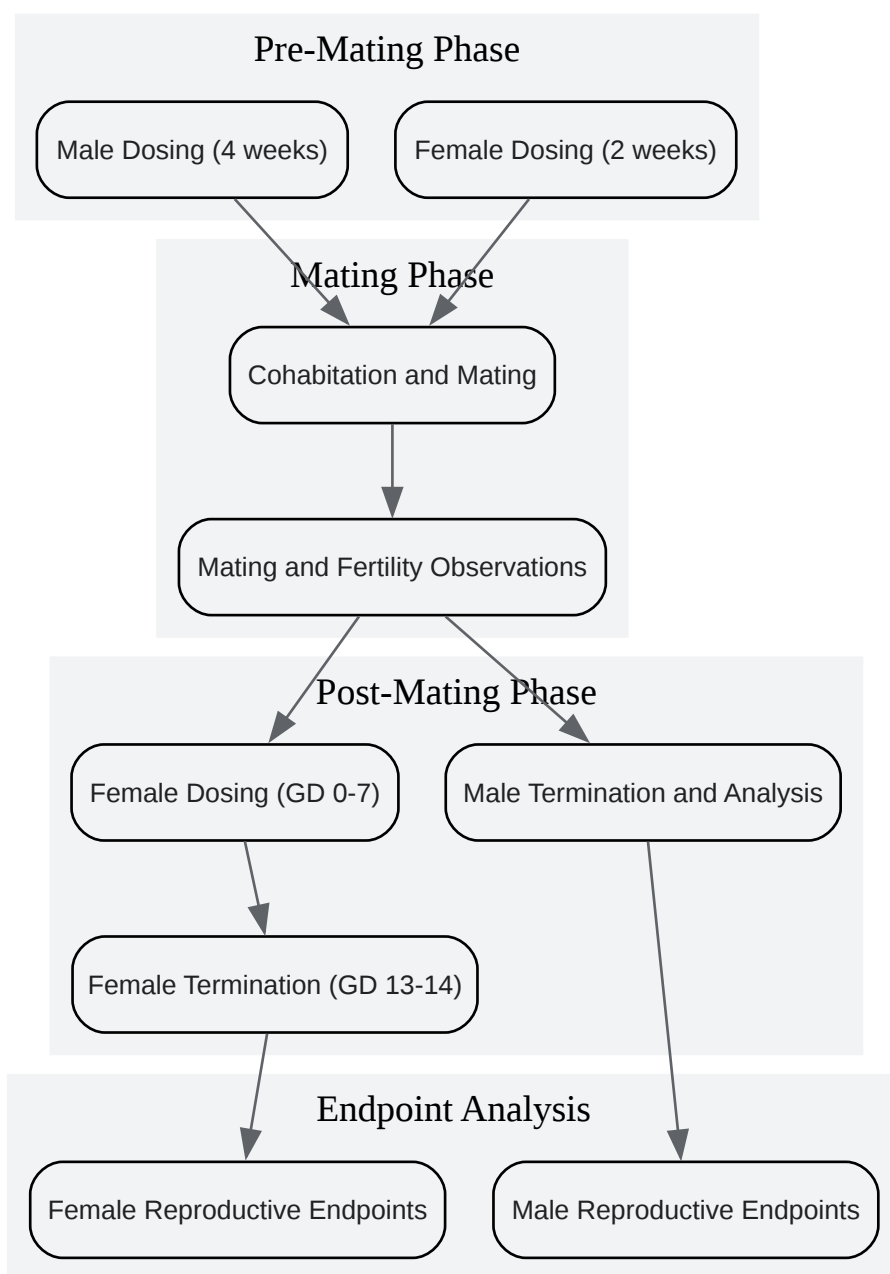 Pre-Mating Phase
Male Dosing (4 weeks)
Female Dosing (2 weeks)
Mating Phase
Cohabitation and Mating
Mating and Fertility Observations
Post-Mating Phase
Female Dosing (GD 0-7)
Male Termination and Analysis
Female Termination (GD 13-14)
Endpoint Analysis
Female Reproductive Endpoints
Male Reproductive Endpoints